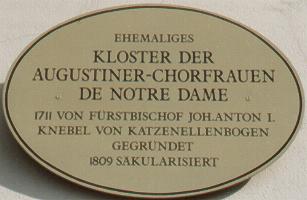 EHEMALIGES
KLOSTER DER
AUGUSTINER-CHORFRAUEN
DE NOTRE DAME
1711 VON FÜRSTBISCHOF JOH.ANTON I.
KNEBEL VON KATZENELLENBOGEN
GEGRÜNDET
1809 SÄKULARISIERT